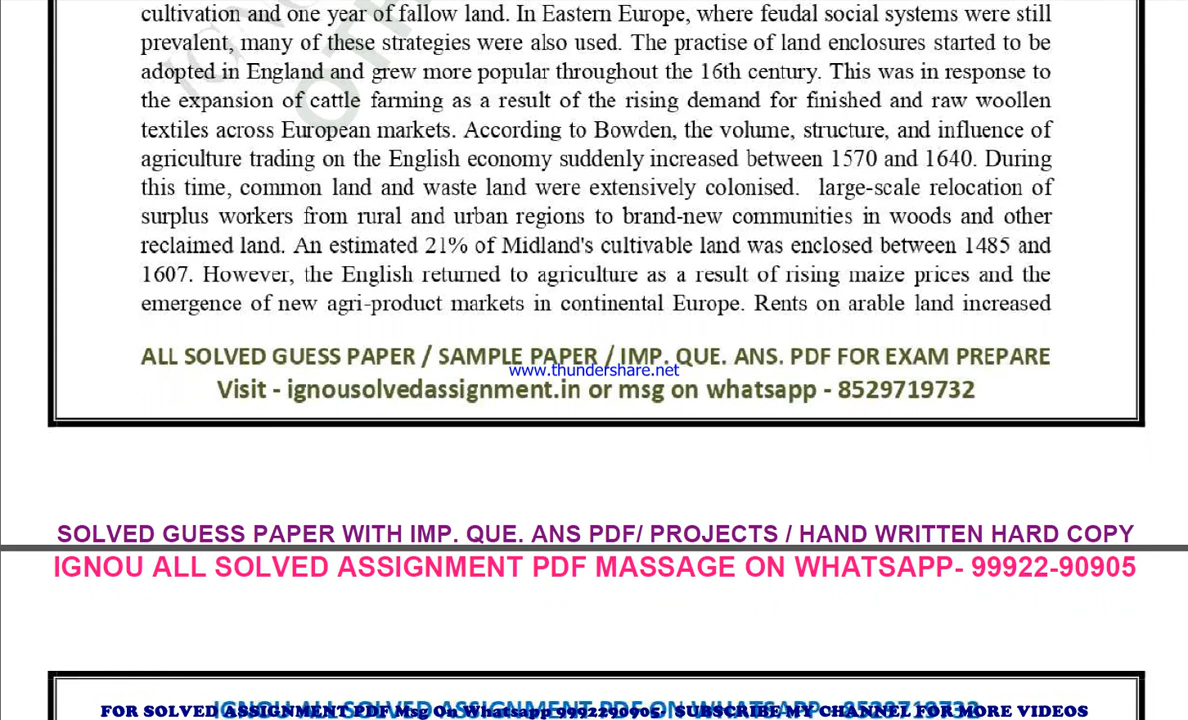 cultivation and one year of fallow land. In Eastern Europe, where feudal social systems were still
prevalent, many of these strategies were also used. The practise of land enclosures started to be
adopted in England and grew more popular throughout the 16th century. This was in response to
the expansion of cattle farming as a result of the rising demand for finished and raw woollen
textiles across European markets. According to Bowden, the volume, structure, and influence of
agriculture trading on the English economy suddenly increased between 1570 and 1640. During
this time, common land and waste land were extensively colonised. large-scale relocation of
surplus workers from rural and urban regions to brand-new communities in woods and other
reclaimed land. An estimated 21% of Midland's cultivable land was enclosed between 1485 and
1607. However, the English returned to agriculture as a result of rising maize prices and the
emergence of new agri-product markets in continental Europe. Rents on arable land increased
ALL SOLVED GUESS PAPER / SAMPLE PAPER / IMP. QUE. ANS. PDF FOR EXAM PREPARE
www.thundershare.net
Visit - ignousolvedassignment.in or msg on whatsapp - 8529719732
SOLVED GUESS PAPER WITH IMP. QUE. ANS PDF/ PROJECTS / HAND WRITTEN HARD COPY
IGNOU ALL SOLVED ASSIGNMENT PDF MASSAGE ON WHATSAPP- 99922-90905
FOR SOLVED ASSIGNMENT PDF Msg On Whatsapp 9992290905- SUBSCRIBE MY CHANNEL FOR MORE VIDEOS